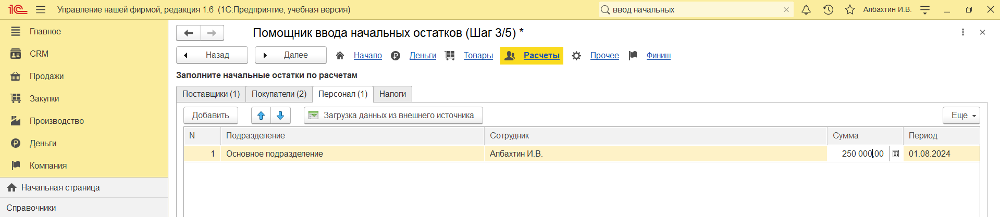 1С Управление нашей фирмой, редакция 1.6 (1С:Предприятие, учебная версия) ввод начальных Албахтин И.В.
Главное
CRM
Продажи
Закупки
Производство
Деньги
Компания
Начальная страница
Справочники
Помощник ввода начальных остатков (Шаг 3/5) *
Назад Далее Начало Деньги Товары Расчеты Прочее Финиш
Заполните начальные остатки по расчетам
Поставщики (1) Покупатели (2) Персонал (1) Налоги
Добавить Загрузка данных из внешнего источника Еще
N Подразделение Сотрудник Сумма Период
1 Основное подразделение Албахтин И.В. 250 000,00 01.08.2024